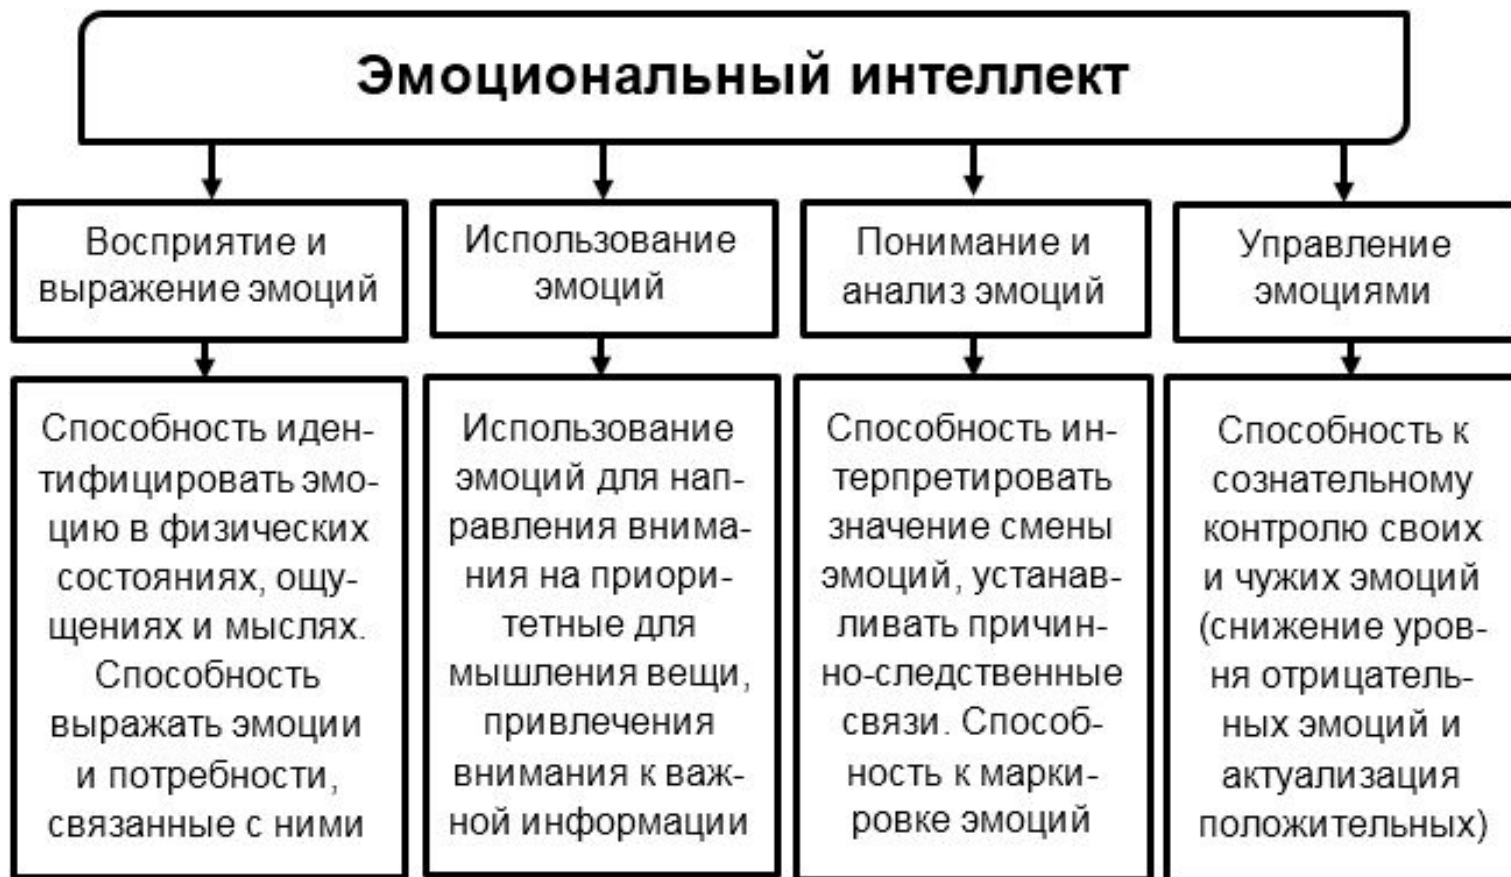 Эмоциональный интеллект
Восприятие и
выражение эмоций
Использование
эмоций
Понимание и
анализ эмоций
Управление
эмоциями
Способность иден-
тифицировать эмо-
цию в физических
состояниях, ощу-
щениях и мыслях.
Способность
выражать эмоции
и потребности,
связанные с ними
Использование
эмоций для нап-
равления внима-
ния на приори-
тетные для
мышления вещи,
привлечения
внимания к важ-
ной информации
Способность ин-
терпретировать
значение смены
эмоций, устанав-
ливать причин-
но-следственные
связи. Способ-
ность к марки-
ровке эмоций
Способность к
сознательному
контролю своих
и чужих эмоций
(снижение уров-
ня отрицатель-
ных эмоций и
актуализация
положительных)